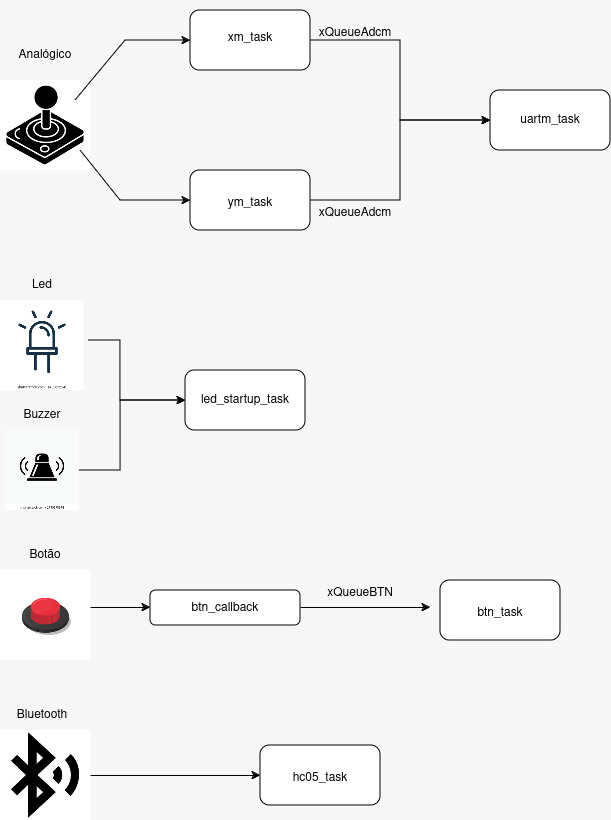 Analógico
xm_task
xQueueAdcm
uartm_task
ym_task
xQueueAdcm
Led
Buzzer
led_startup_task
Botão
btn_callback
xQueueBTN
btn_task
Bluetooth
hc05_task